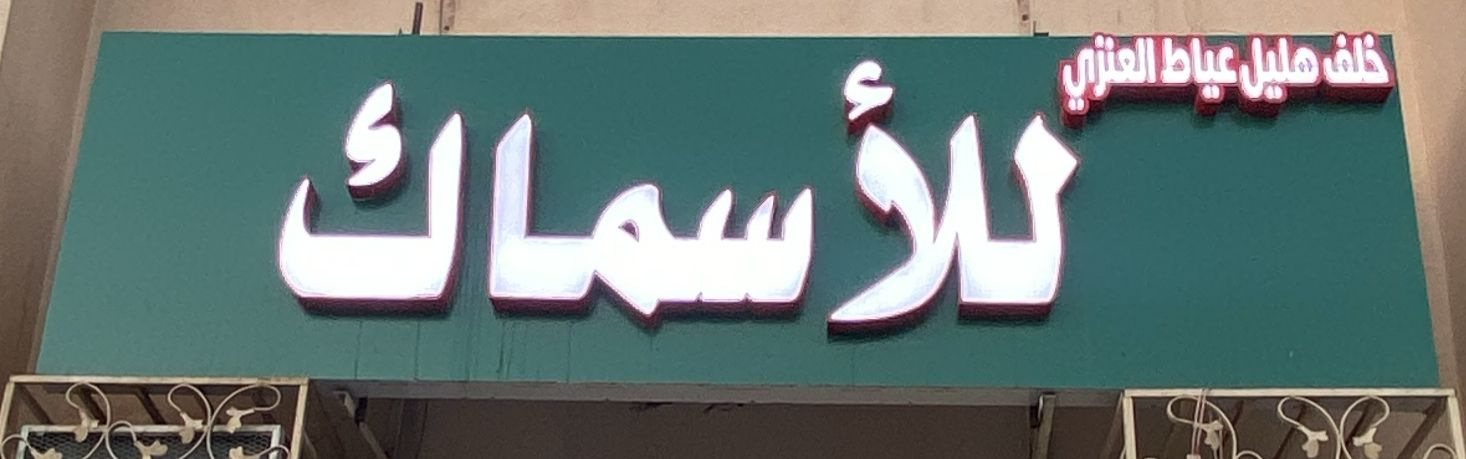 خلف هليل عياط العنزي
للأسماك